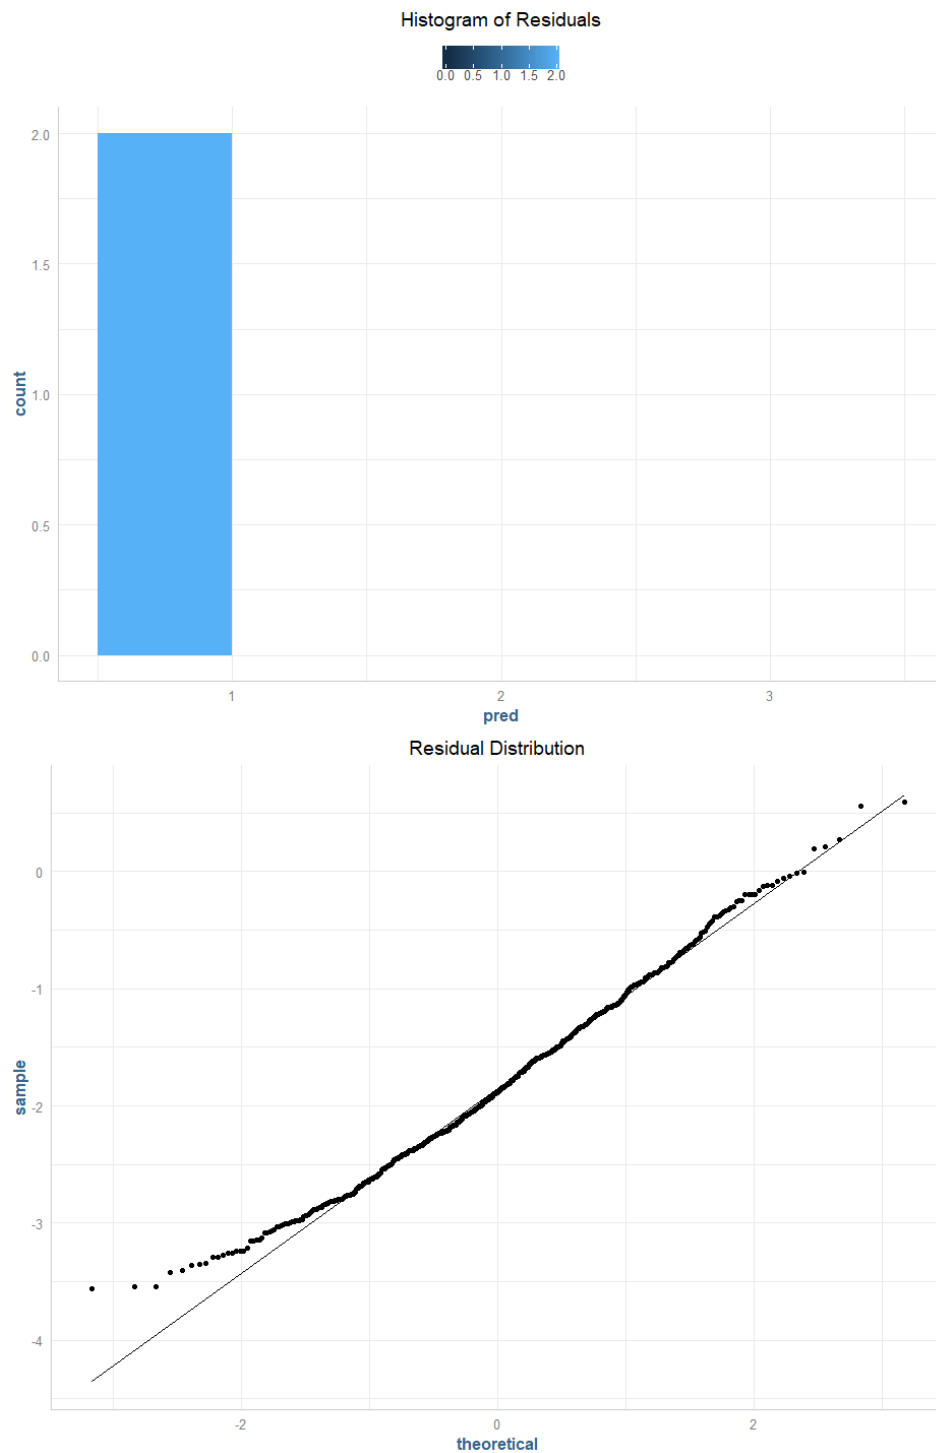 Histogram of Residuals
0.0 0.5 1.0 1.5 2.0
2.0
1.5
1.0
0.5
0.0
count
1 2 3
pred
Residual Distribution
0
-1
-2
-3
-4
sample
-2 0 2
theoretical